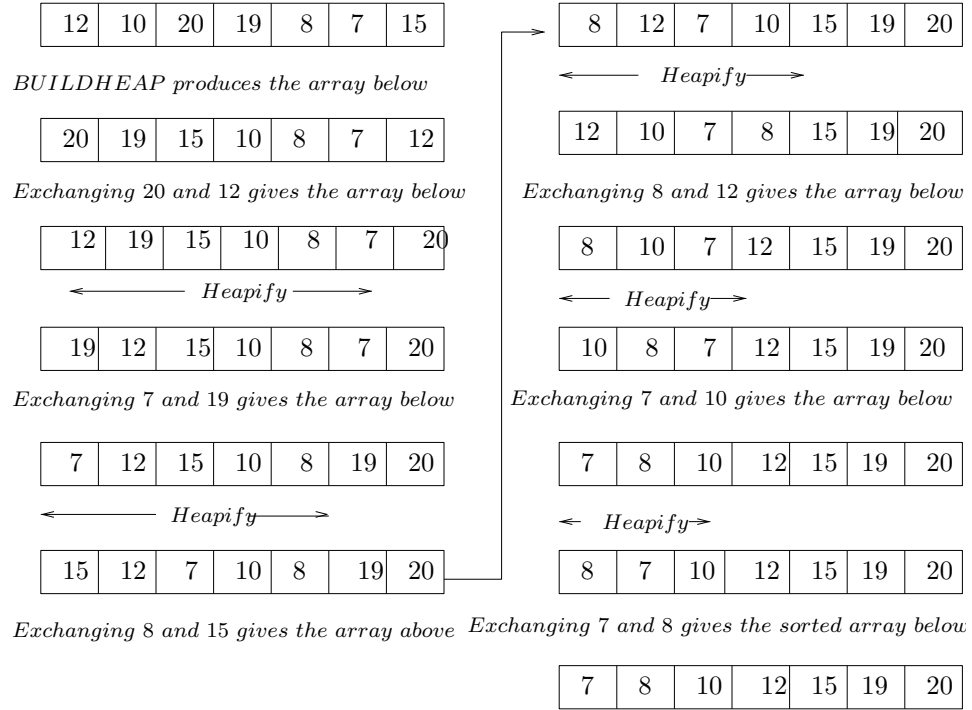 12 10 20 19 8 7 15
BUILDHEAP produces the array below
20 19 15 10 8 7 12
Exchanging 20 and 12 gives the array below
12 19 15 10 8 7 20
Heapify
19 12 15 10 8 7 20
Exchanging 7 and 19 gives the array below
7 12 15 10 8 19 20
Heapify
15 12 7 10 8 19 20
Exchanging 8 and 15 gives the array above
8 12 7 10 15 19 20
Heapify
12 10 7 8 15 19 20
Exchanging 8 and 12 gives the array below
8 10 7 12 15 19 20
Heapify
10 8 7 12 15 19 20
Exchanging 7 and 10 gives the array below
7 8 10 12 15 19 20
Heapify
8 7 10 12 15 19 20
Exchanging 7 and 8 gives the sorted array below
7 8 10 12 15 19 20